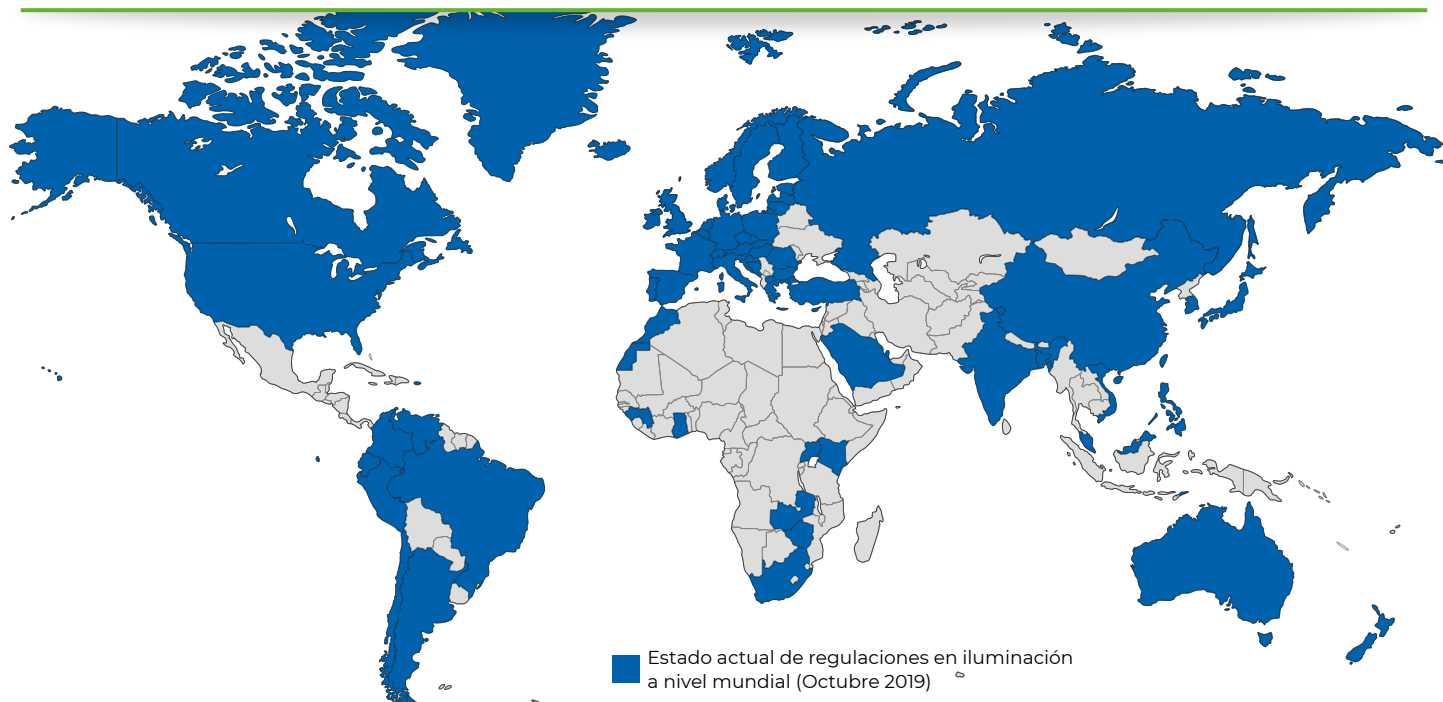 Estado actual de regulaciones en iluminación
a nivel mundial (Octubre 2019)